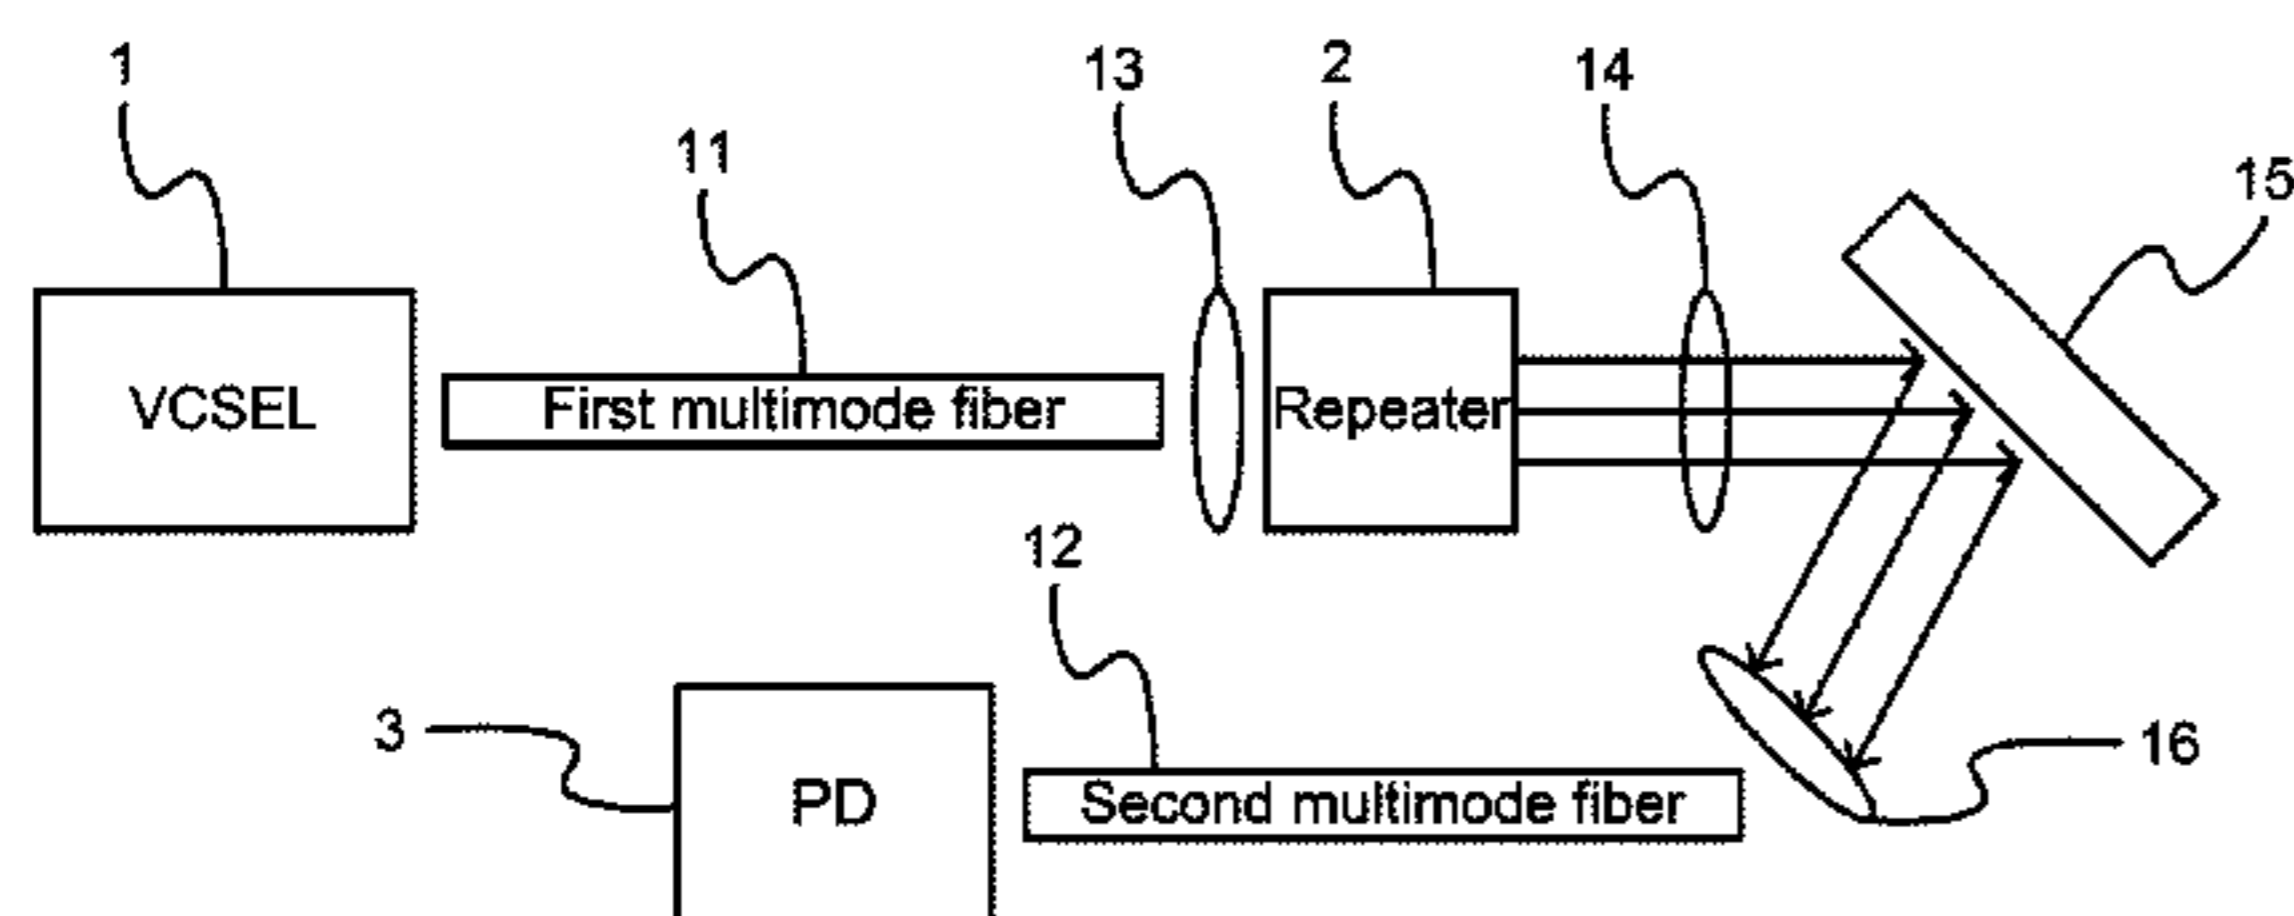 1
13
2
14
11
15
VCSEL
First multimode fiber
Repeater
12
3
PD
Second multimode fiber
16